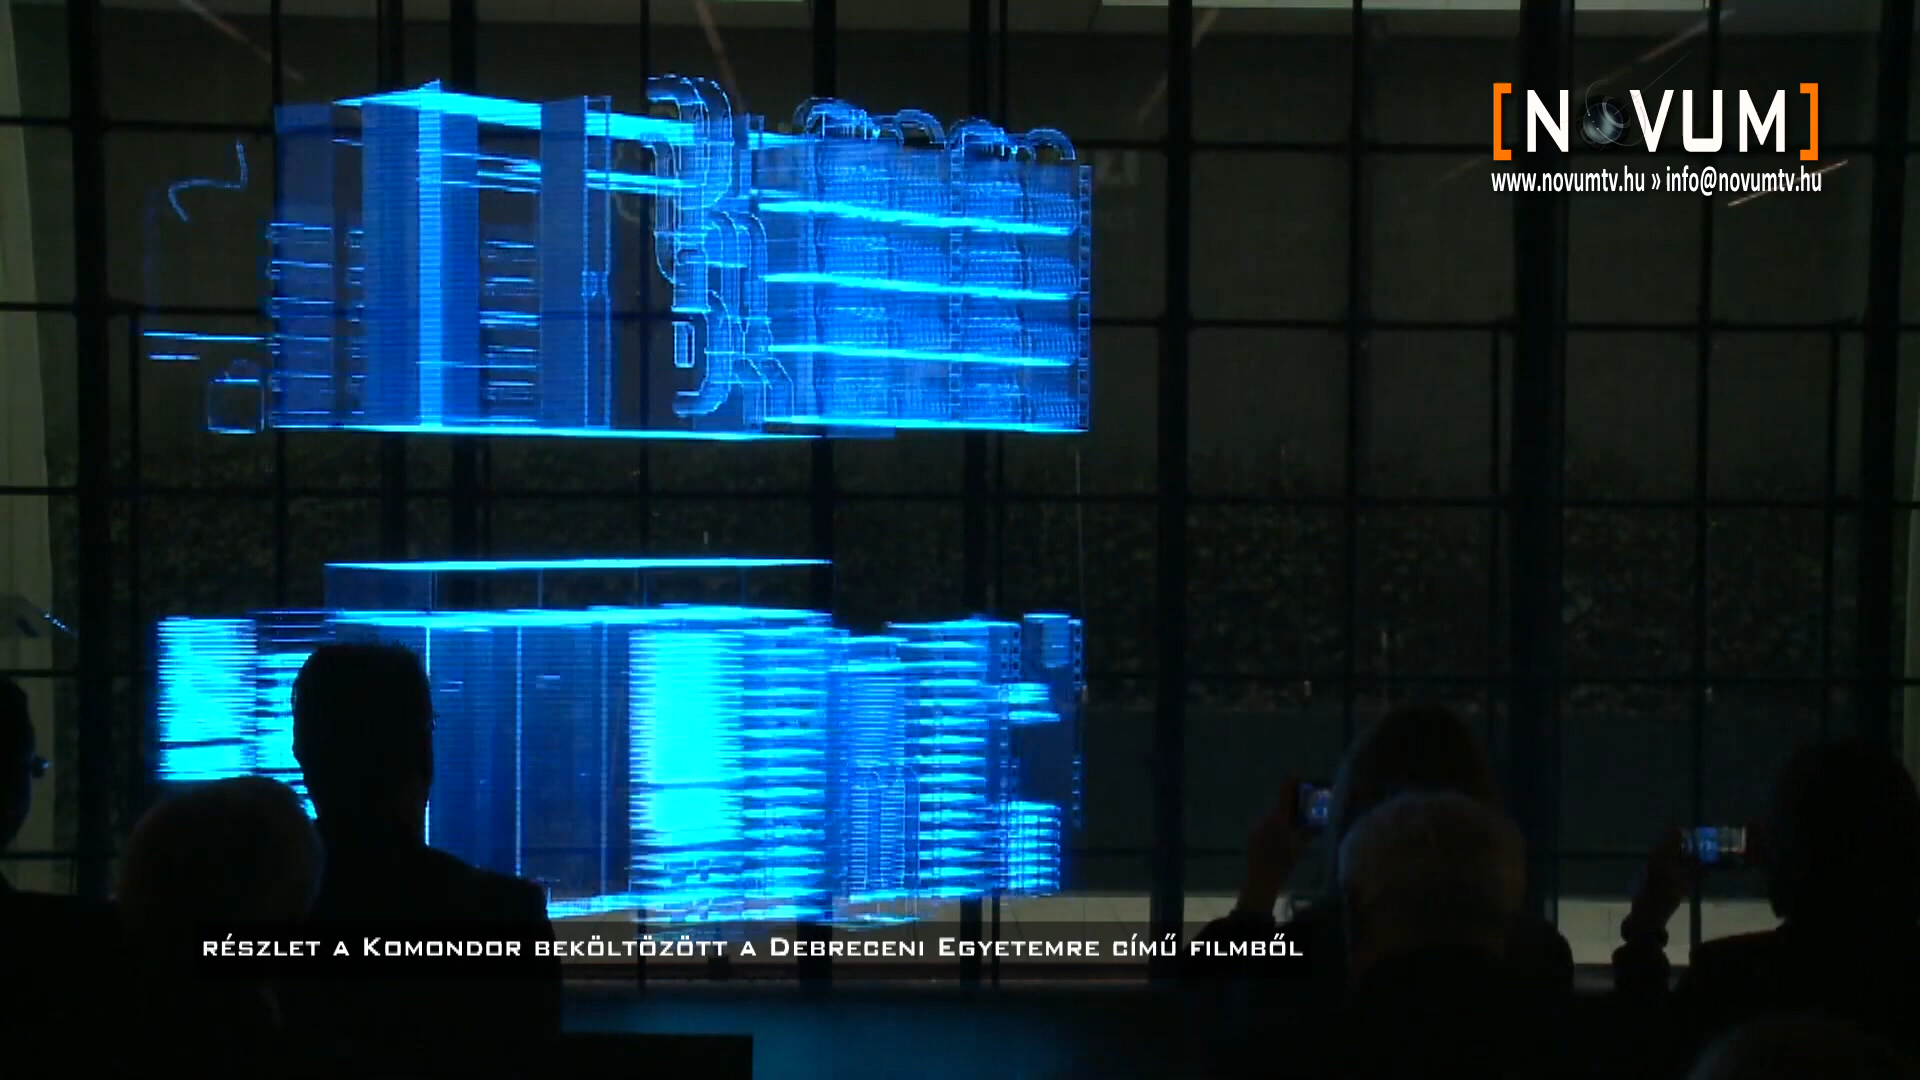 [NOVUM]
www.novumtv.hu » info@novumtv.hu
RÉSZLET A KOMONDOR BEKÖLTÖZÖTT A DEBRECENI EGYETEMRE CÍMŰ FILMBŐL